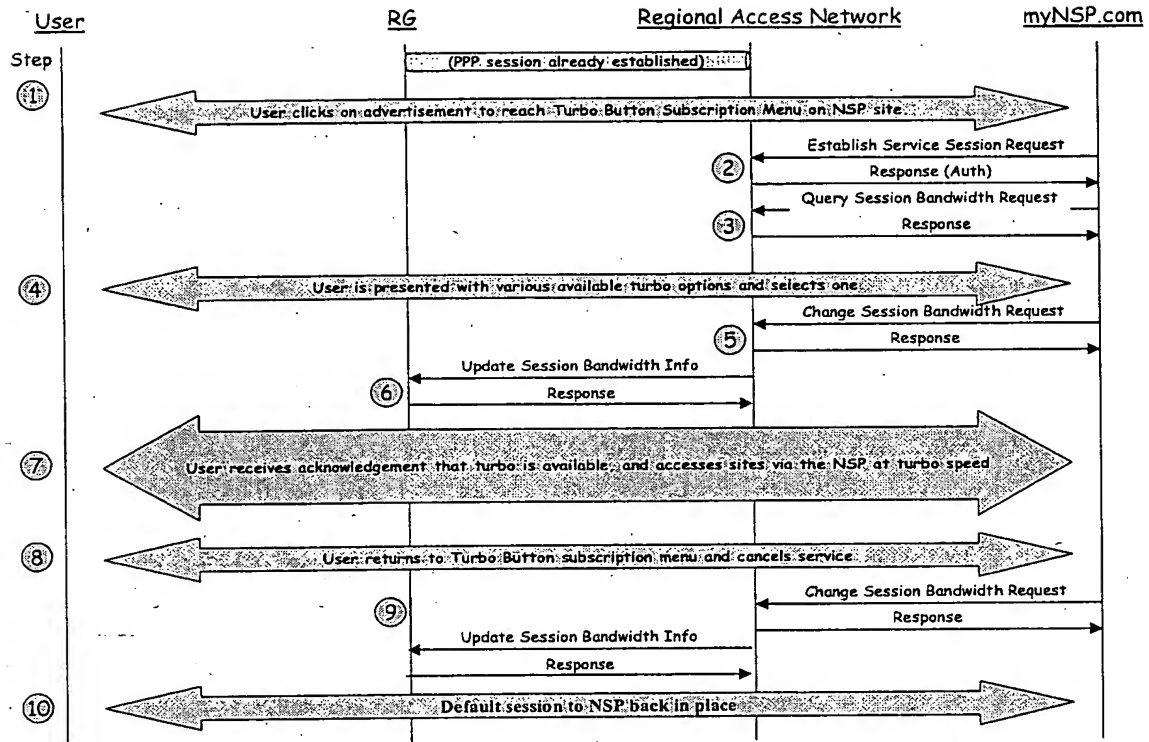 User RG Regional Access Network myNSP.com
Step
(PPP session already established)
1
User clicks on advertisement to reach Turbo Button Subscription Menu on NSP site.
Establish Service Session Request
2
Response (Auth)
Query Session Bandwidth Request
3
Response
4
User is presented with various available turbo options and selects one.
Change Session Bandwidth Request
5
Response
Update Session Bandwidth Info
6
Response
7
User receives acknowledgement that turbo is available, and accesses sites via the NSP at turbo speed
8
User returns to Turbo Button subscription menu and cancels service
Change Session Bandwidth Request
9
Response
Update Session Bandwidth Info
Response
10
Default session to NSP back in place